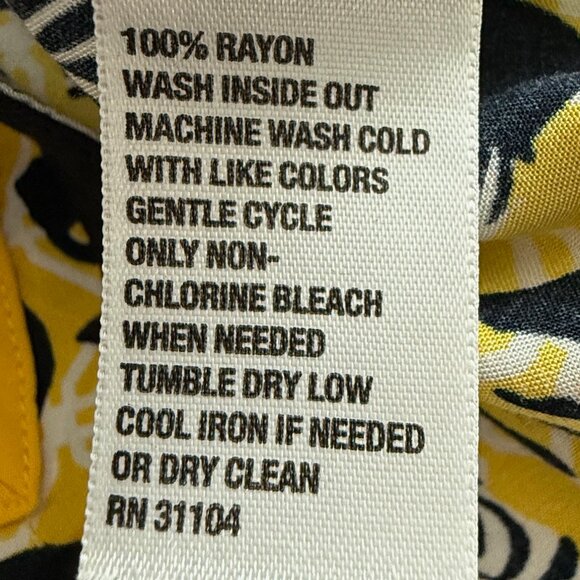 100% RAYON
WASH INSIDE OUT
MACHINE WASH COLD
WITH LIKE COLORS
GENTLE CYCLE
ONLY NON-
CHLORINE BLEACH
WHEN NEEDED
TUMBLE DRY LOW
COOL IRON IF NEEDED
OR DRY CLEAN
RN 31104